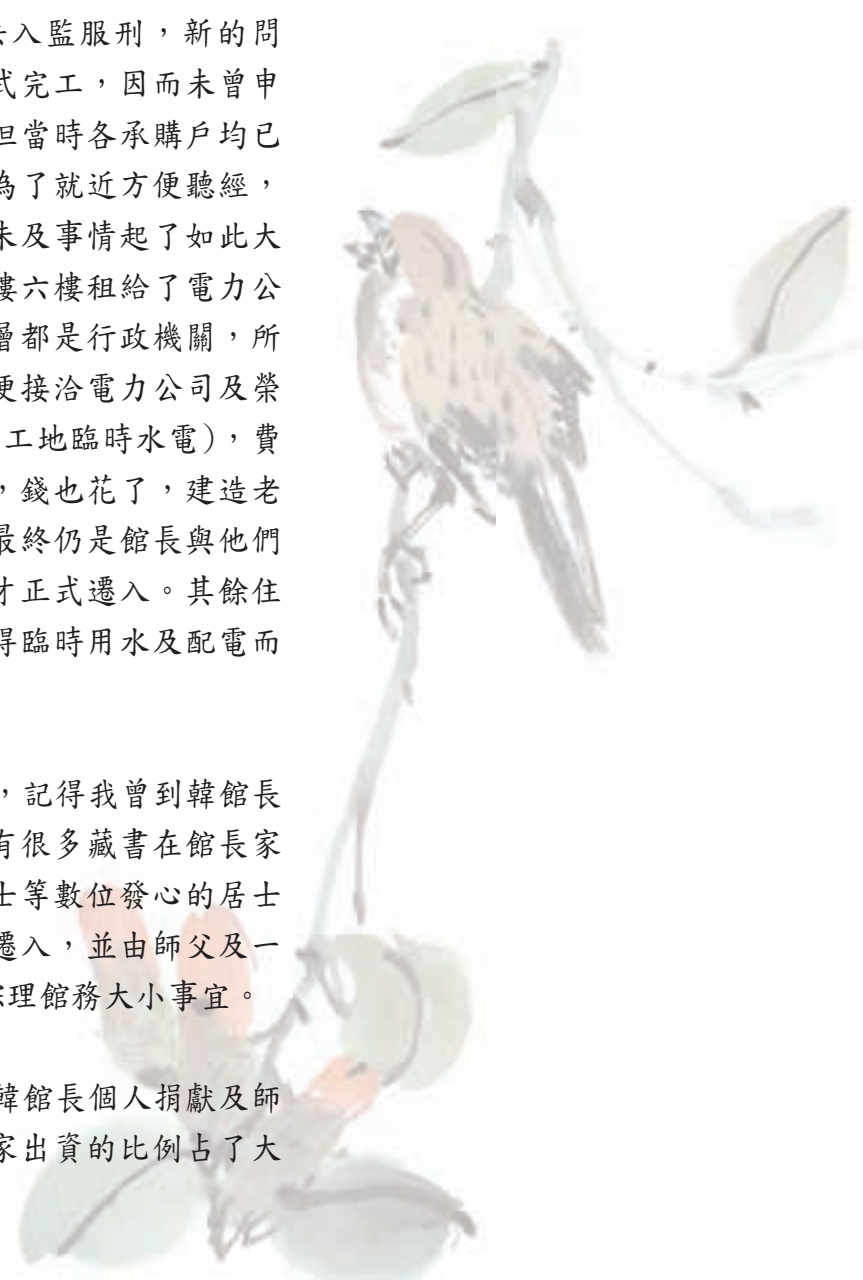 入監服刑，新的問
式完工，因而未曾申
但當時各承購戶均已
為了就近方便聽經，
未及事情起了如此大
樓六樓租給了電力公
層都是行政機關，所
便接洽電力公司及榮
工地臨時水電），費
，錢也花了，建造老
最終仍是館長與他們
才正式遷入。其餘住
得臨時用水及配電而
，記得我曾到韓館長
有很多藏書在館長家
士等數位發心的居士
遷入，並由師父及一
理館務大小事宜。
韓館長個人捐獻及師
家出資的比例占了大